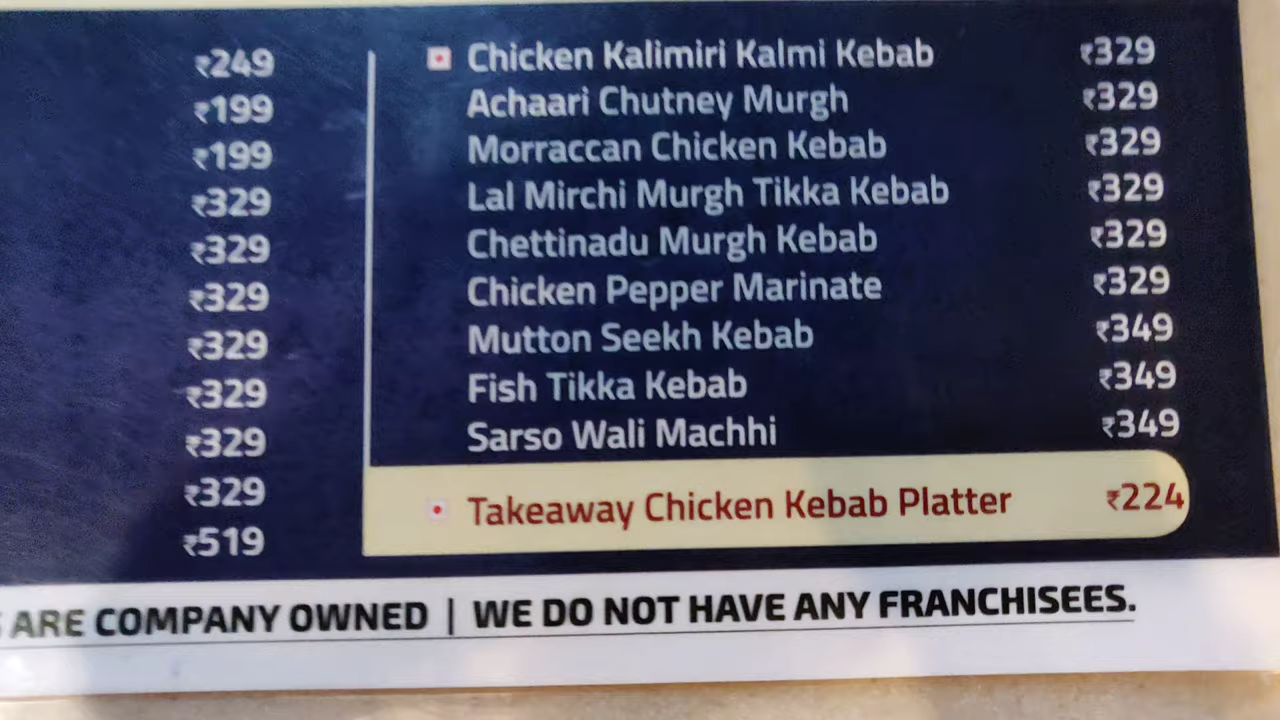 ₹249
₹199
₹199
₹329
₹329
₹329
₹329
₹329
₹329
₹329
₹519
Chicken Kalimiri Kalmi Kebab ₹329
Achaari Chutney Murgh ₹329
Morraccan Chicken Kebab ₹329
Lal Mirchi Murgh Tikka Kebab ₹329
Chettinadu Murgh Kebab ₹329
Chicken Pepper Marinate ₹329
Mutton Seekh Kebab ₹349
Fish Tikka Kebab ₹349
Sarso Wali Machhi ₹349
Takeaway Chicken Kebab Platter ₹224
ARE COMPANY OWNED | WE DO NOT HAVE ANY FRANCHISEES.